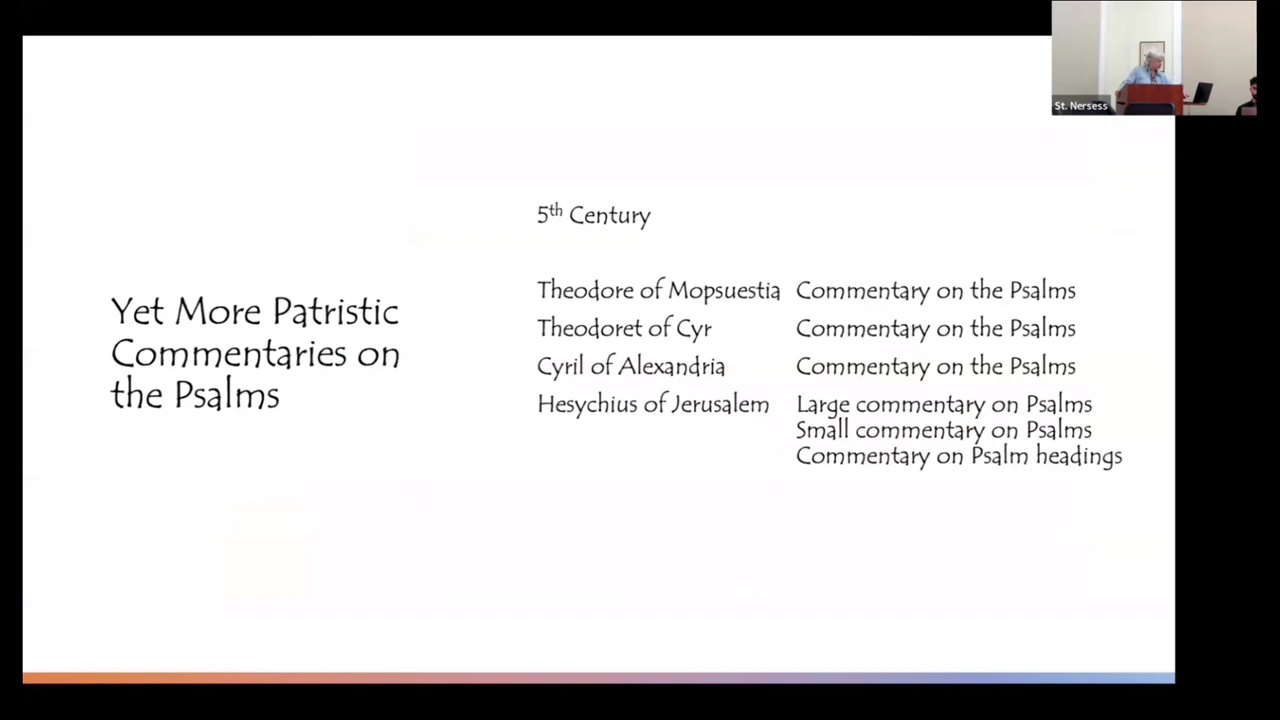 St. Nersess
Yet More Patristic
Commentaries on
the Psalms
5th Century
Theodore of Mopsuestia Commentary on the Psalms
Theodoret of Cyr Commentary on the Psalms
Cyril of Alexandria Commentary on the Psalms
Hesychius of Jerusalem Large commentary on Psalms
Small commentary on Psalms
Commentary on Psalm headings